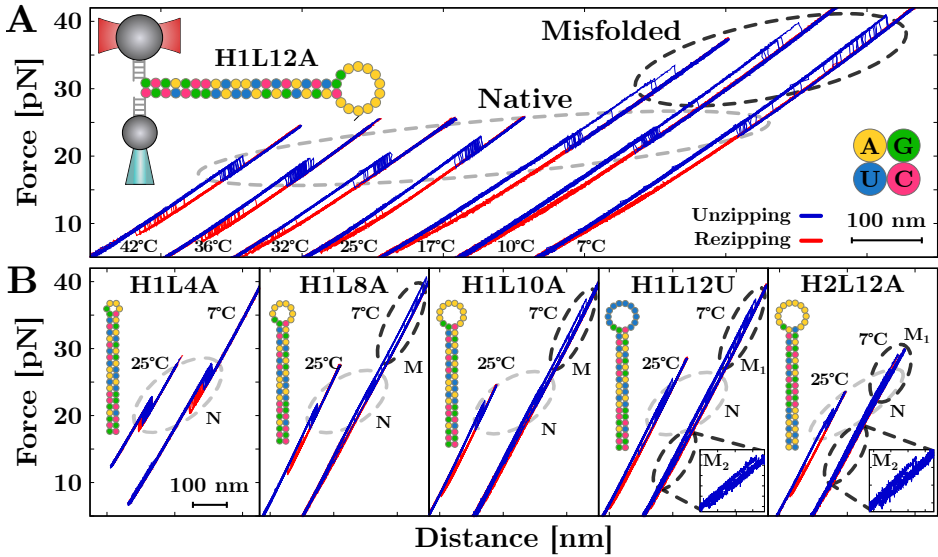 A
H1L12A
Misfolded
Native
Force [pN]
40
30
20
10
42°C
36°C
32°C
25°C
17°C
10°C
7°C
A
G
U
C
Unzipping
Rezipping
100 nm
B
H1L4A
H1L8A
H1L10A
H1L12U
H2L12A
Force [pN]
40
30
20
10
7°C
25°C
N
100 nm
7°C
25°C
M
N
7°C
25°C
M
N
7°C
25°C
M₁
N
M₂
7°C
M₁
25°C
N
M₂
Distance [nm]